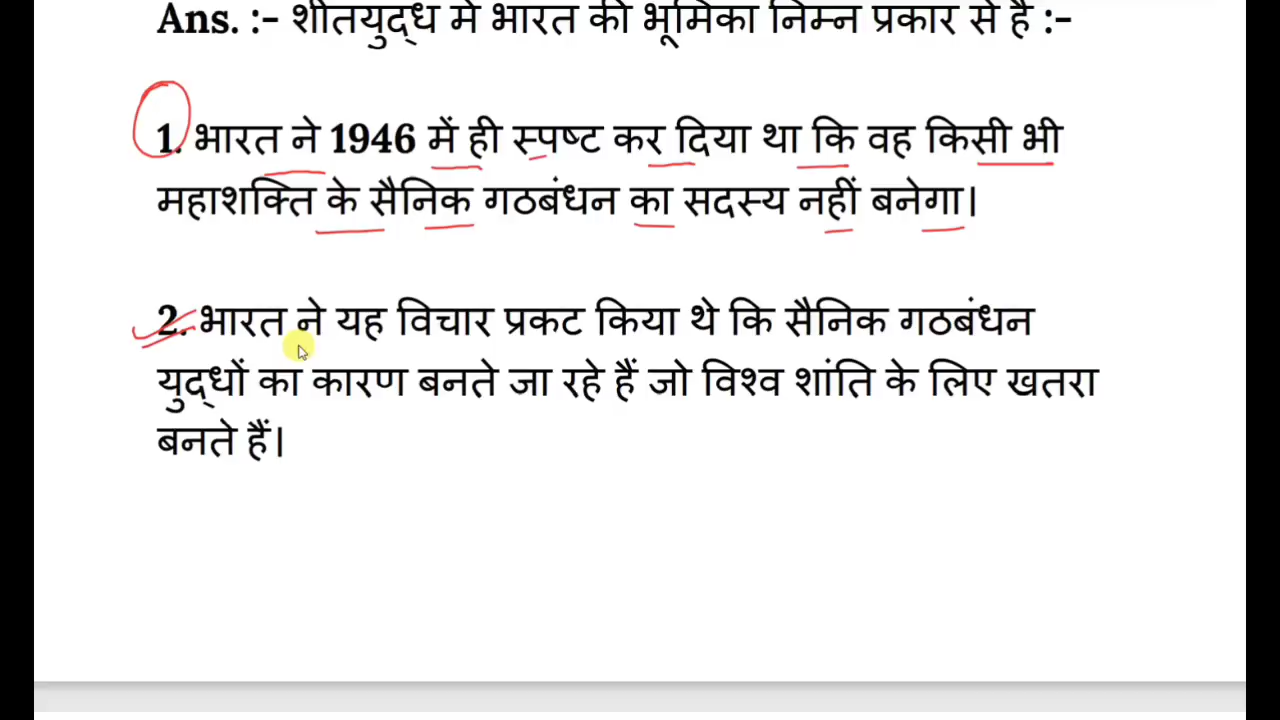 Ans. :- शीतयुद्ध में भारत की भूमिका निम्न प्रकार से है :-
1. भारत ने 1946 में ही स्पष्ट कर दिया था कि वह किसी भी
महाशक्ति के सैनिक गठबंधन का सदस्य नहीं बनेगा।
2. भारत ने यह विचार प्रकट किया थे कि सैनिक गठबंधन
युद्धों का कारण बनते जा रहे हैं जो विश्व शांति के लिए खतरा
बनते हैं।